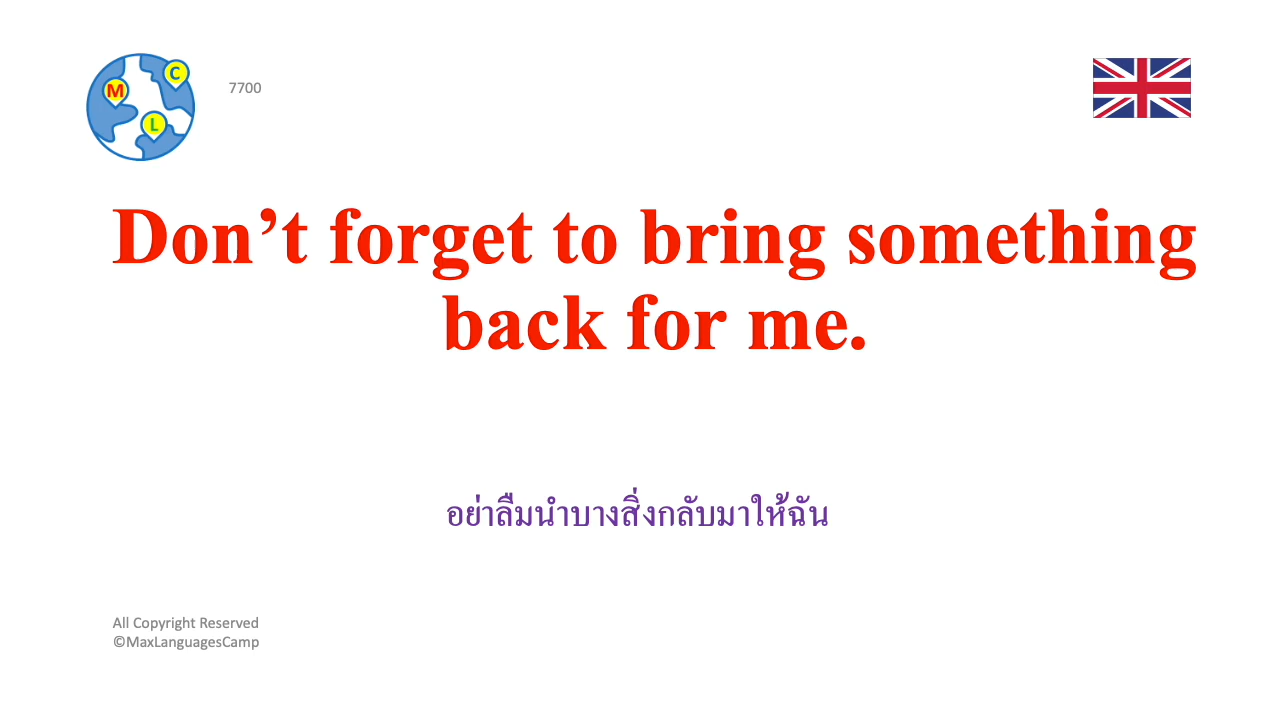 M
C
L
7700
Don’t forget to bring something
back for me.
อย่าลืมนำบางสิ่งกลับมาให้ฉัน
All Copyright Reserved
©MaxLanguagesCamp